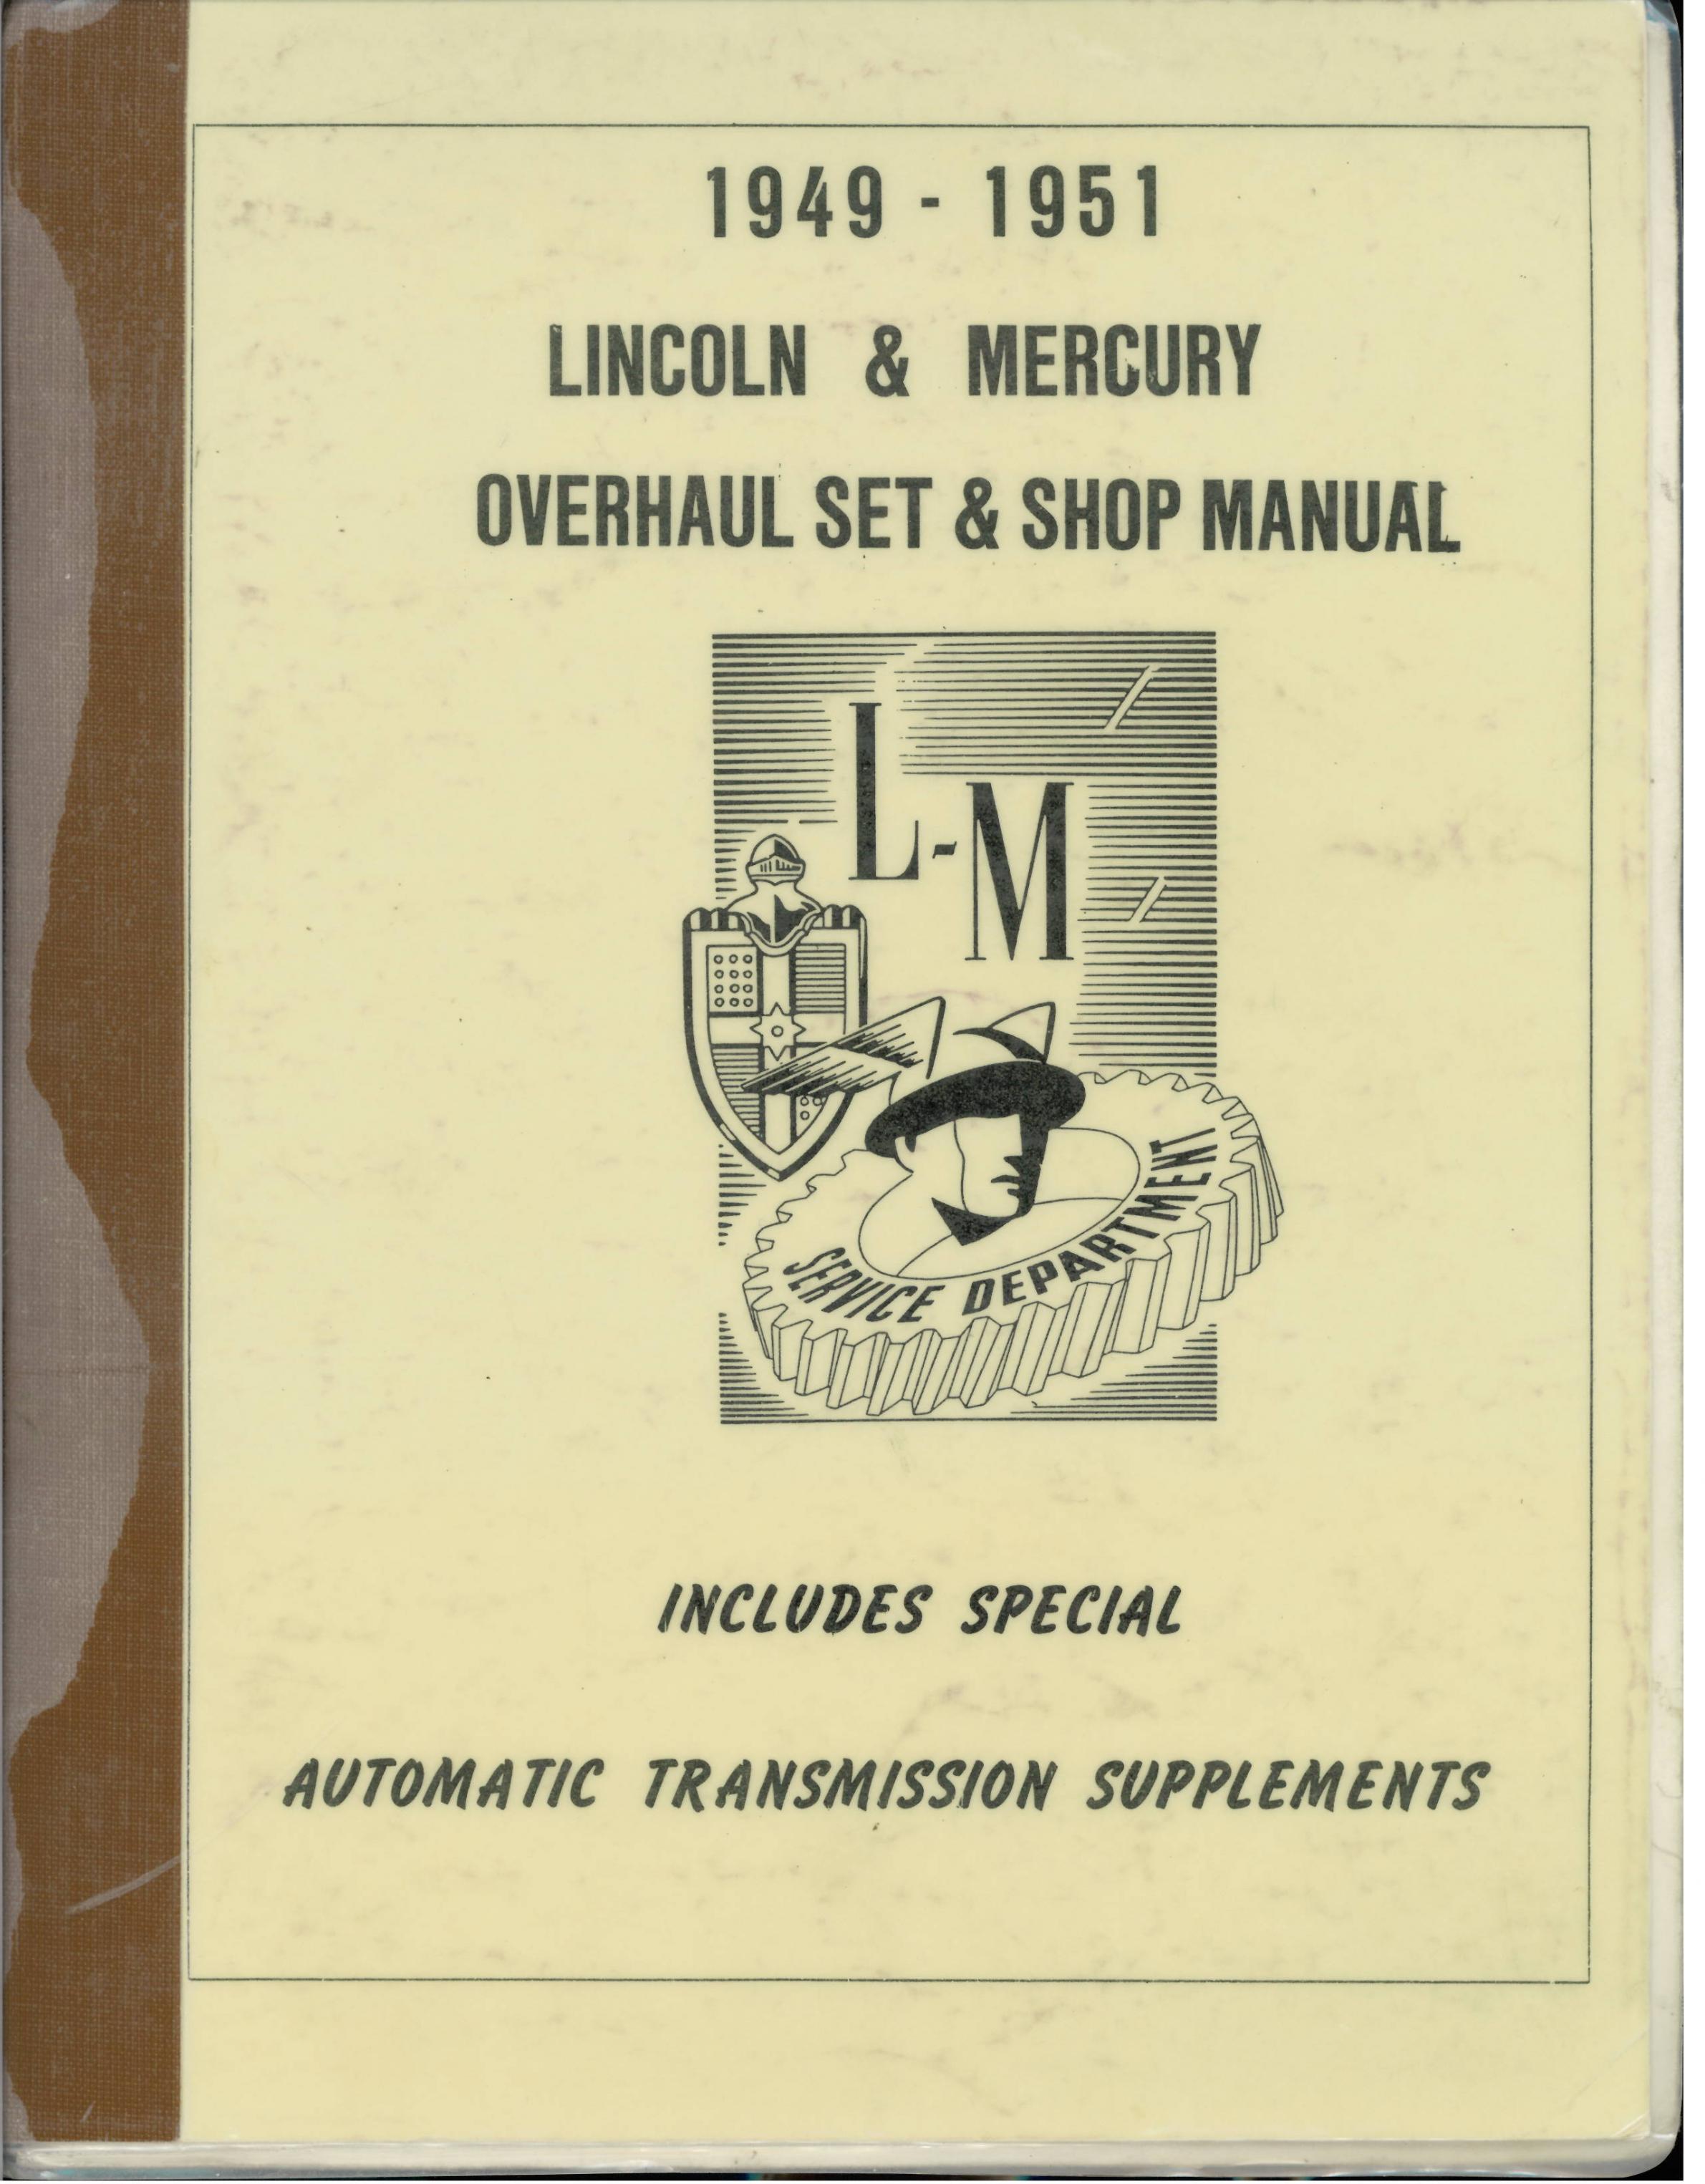 1949 - 1951
LINCOLN & MERCURY
OVERHAUL SET & SHOP MANUAL
L-M
SERVICE DEPARTMENT
INCLUDES SPECIAL
AUTOMATIC TRANSMISSION SUPPLEMENTS